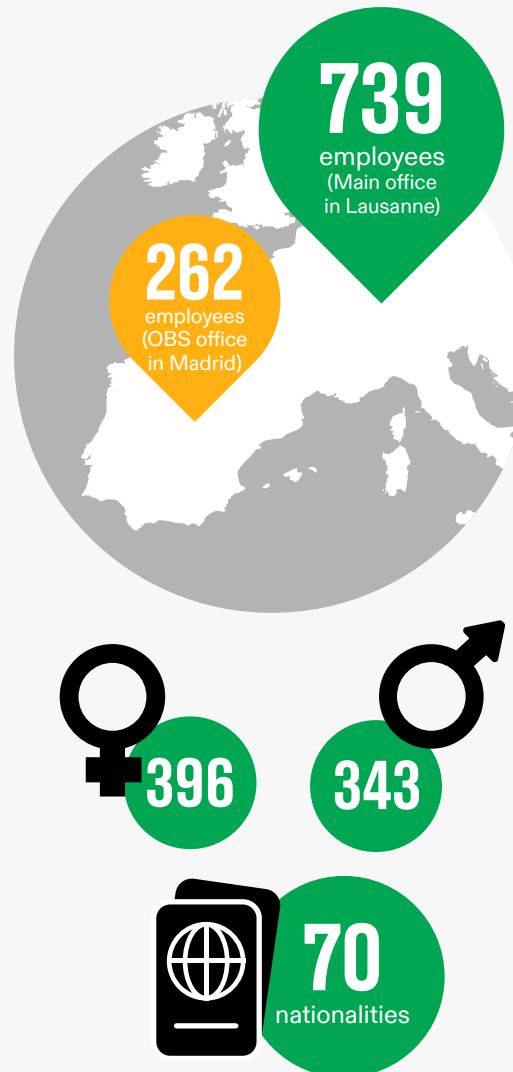 739
employees
(Main office
in Lausanne)
262
employees
(OBS office
in Madrid)
396
343
70
nationalities